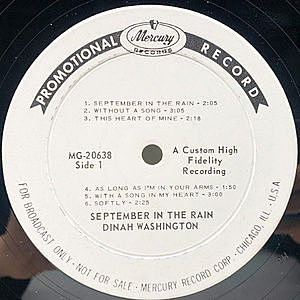 PROMOTIONAL RECORD
Mercury
RECORDS
1. SEPTEMBER IN THE RAIN - 2:05
2. WITHOUT A SONG - 3:05
3. THIS HEART OF MINE - 2:18
MG-20638
Side 1
A Custom High
Fidelity
Recording
4. AS LONG AS I'M IN YOUR ARMS - 1:50
5. WITH A SONG IN MY HEART - 3:00
6. SOFTLY - 2:25
SEPTEMBER IN THE RAIN
DINAH WASHINGTON
FOR BROADCAST ONLY - NOT FOR SALE - MERCURY RECORD CORP. - CHICAGO, ILL. - U.S.A.